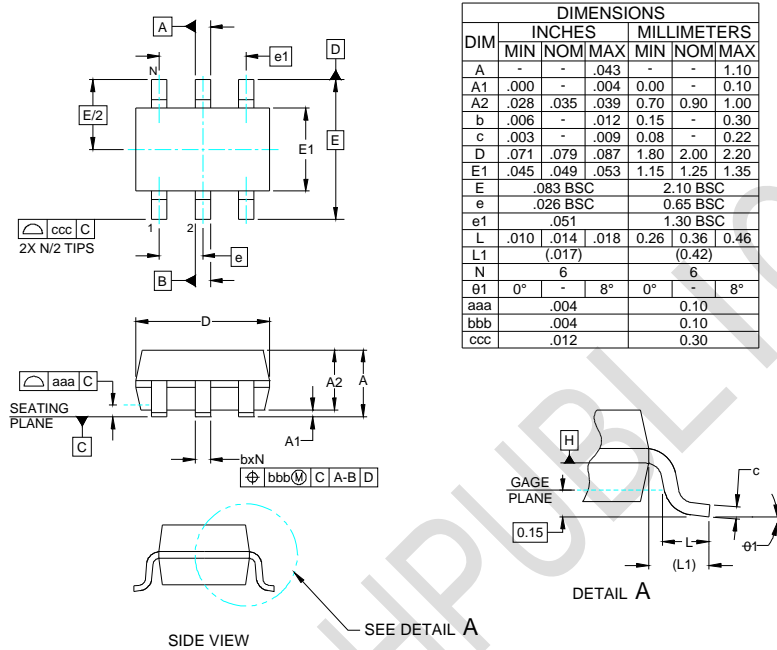 A
D
N
e1
E/2
E1
E
ccc C
2X N/2 TIPS
1
2
e
B
D
aaa C
SEATING
PLANE
C
A2
A
A1
bxN
bbb M C A-B D
SIDE VIEW
SEE DETAIL A
DIMENSIONS
DIM INCHES MILLIMETERS
MIN NOM MAX MIN NOM MAX
A - - .043 - - 1.10
A1 .000 - .004 0.00 - 0.10
A2 .028 .035 .039 0.70 0.90 1.00
b .006 - .012 0.15 - 0.30
c .003 - .009 0.08 - 0.22
D .071 .079 .087 1.80 2.00 2.20
E1 .045 .049 .053 1.15 1.25 1.35
E .083 BSC 2.10 BSC
e .026 BSC 0.65 BSC
e1 .051 1.30 BSC
L .010 .014 .018 0.26 0.36 0.46
L1 (.017) (0.42)
N 6 6
θ1 0° - 8° 0° - 8°
aaa .004 0.10
bbb .004 0.10
ccc .012 0.30
H
GAGE
PLANE
0.15
c
L
(L1)
θ1
DETAIL A